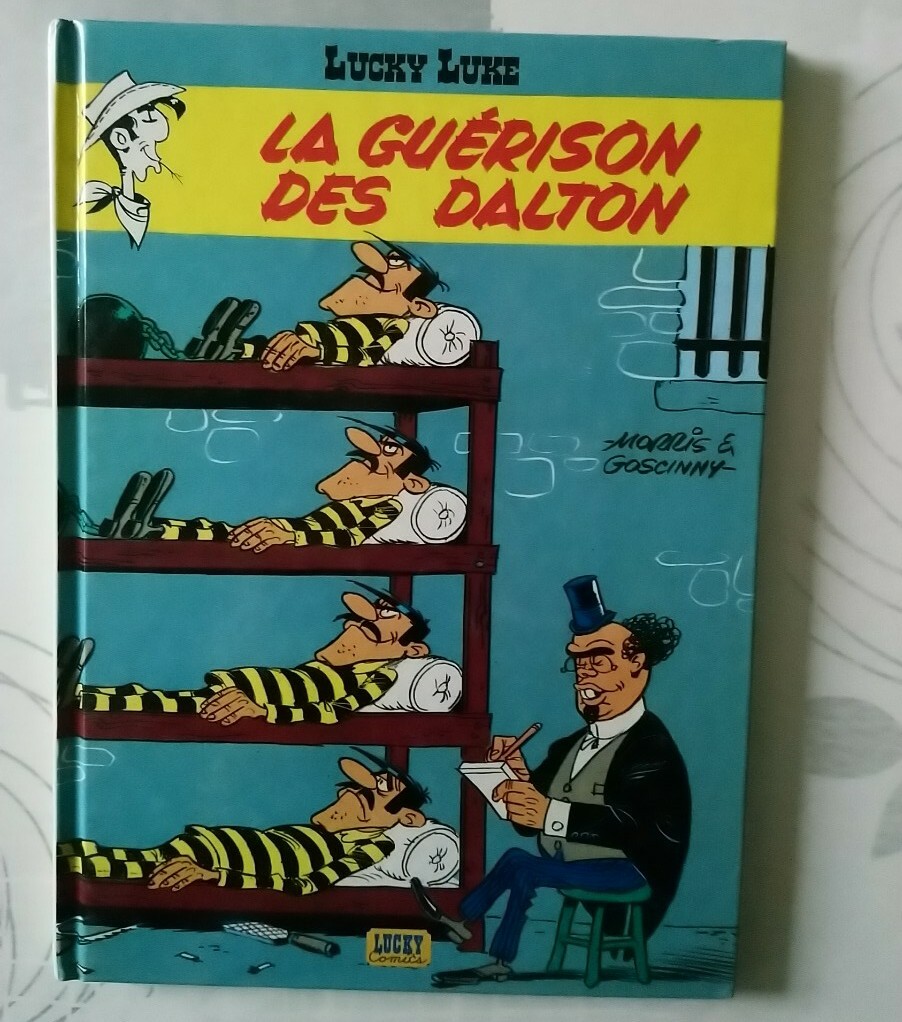 LUCKY LUKE
LA GUÉRISON
DES DALTON
MORRIS &
GOSCINNY
LUCKY
Comics